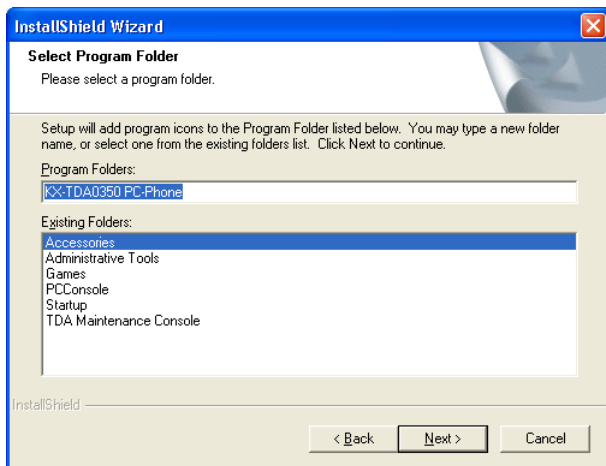 InstallShield Wizard
Select Program Folder
Please select a program folder.
Setup will add program icons to the Program Folder listed below. You may type a new folder
name, or select one from the existing folders list. Click Next to continue.
Program Folders:
KX-TDA0350 PC-Phone
Existing Folders:
Accessories
Administrative Tools
Games
PCConsole
Startup
TDA Maintenance Console
InstallShield
< Back Next > Cancel